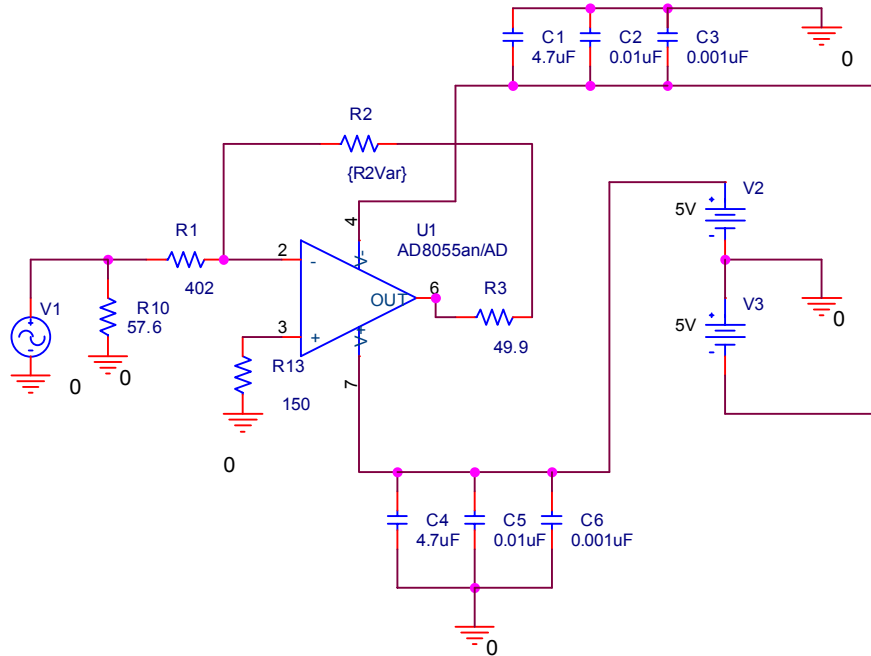 C1
C2
C3
4.7uF
0.01uF
0.001uF
0
R2
{R2Var}
V2
5V
+
-
4
U1
AD8055an/AD
R1
402
2
-
V-
OUT
6
R3
49.9
V1
+
-
R10
57.6
3
+
V+
R13
150
7
0
0
0
V3
5V
+
-
0
C4
C5
C6
4.7uF
0.01uF
0.001uF
0